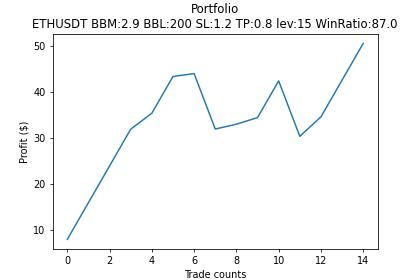 Portfolio
ETHUSDT BBM:2.9 BBL:200 SL:1.2 TP:0.8 lev:15 WinRatio:87.0
50
40
30
20
10
Profit ($)
0 2 4 6 8 10 12 14
Trade counts